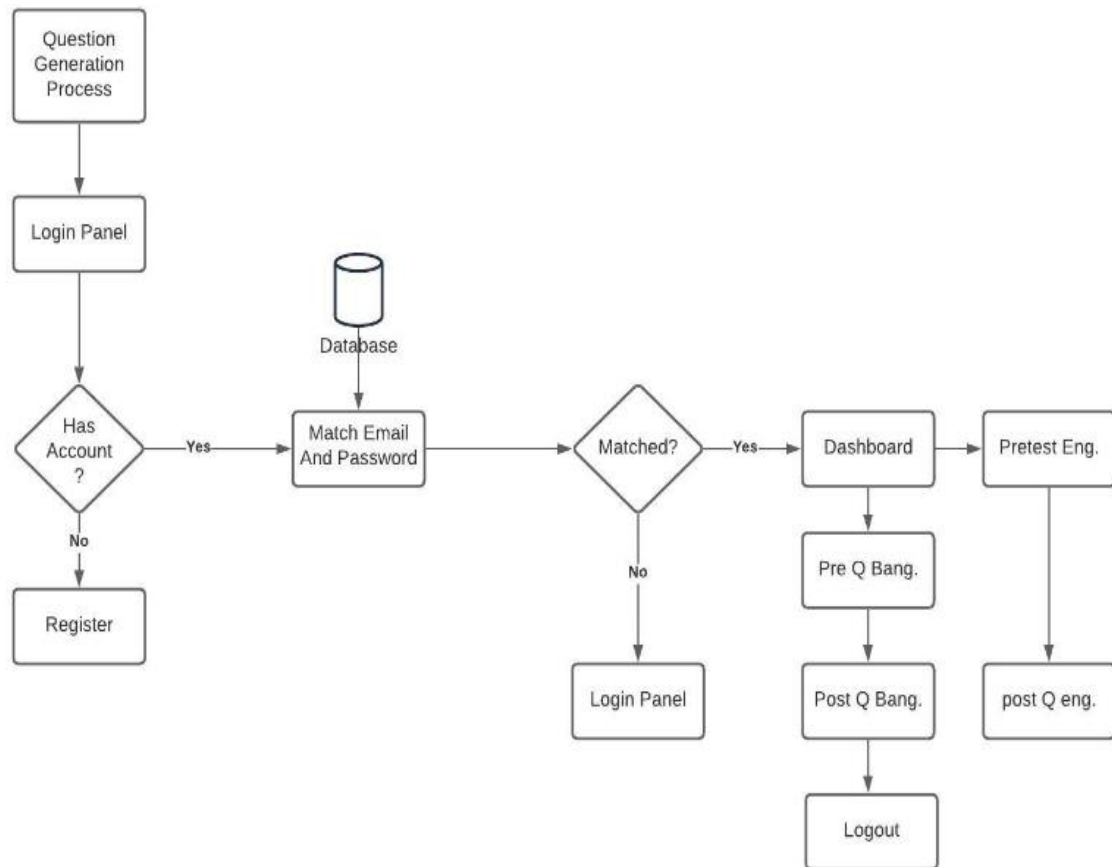 Question
Generation
Process
Login Panel
Database
Has
Account
?
Yes
Match Email
And Password
Matched?
Yes
Dashboard
Pretest Eng.
No
Register
No
Pre Q Bang.
Login Panel
Post Q Bang.
post Q eng.
Logout